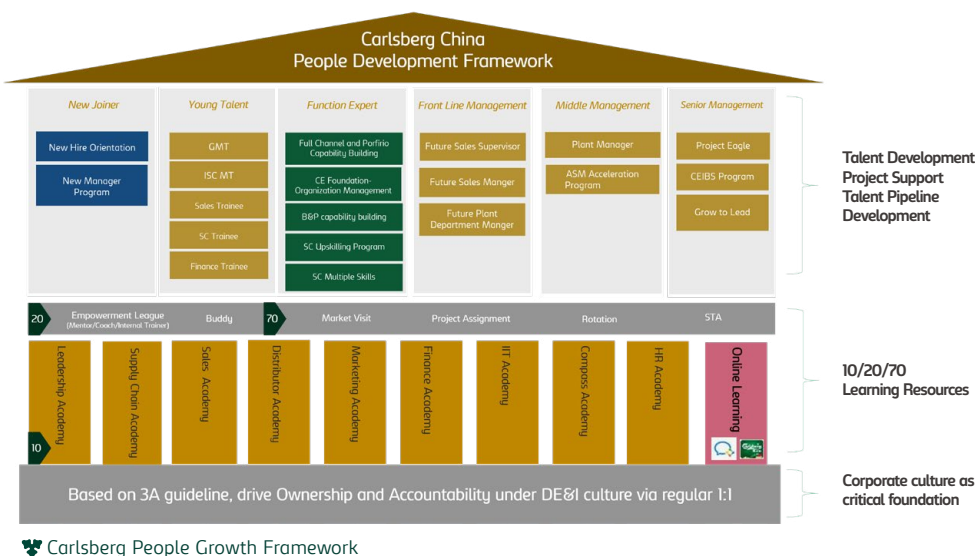 Carlsberg China
People Development Framework
New Joiner
New Hire Orientation
New Manager
Program
Young Talent
GMT
ISC MT
Sales Trainee
SC Trainee
Finance Trainee
Function Expert
Full Channel and Porfirio
Capability Building
CE Foundation-
Organization Management
B&P capability building
SC Upskilling Program
SC Multiple Skills
Front Line Management
Future Sales Supervisor
Future Sales Manger
Future Plant
Department Manger
Middle Management
Plant Manager
ASM Acceleration
Program
Senior Management
Project Eagle
CEIBS Program
Grow to Lead
Talent Development
Project Support
Talent Pipeline
Development
20
Empowerment League
(Mentor/Coach/Internal Trainer)
Buddy
70
Market Visit
Project Assignment
Rotation
STA
Leadership Academy
10
Supply Chain Academy
Sales Academy
Distributor Academy
Marketing Academy
Finance Academy
IIT Academy
Compass Academy
HR Academy
Online Learning
10/20/70
Learning Resources
Based on 3A guideline, drive Ownership and Accountability under DE&I culture via regular 1:1
Corporate culture as
critical foundation
Carlsberg People Growth Framework